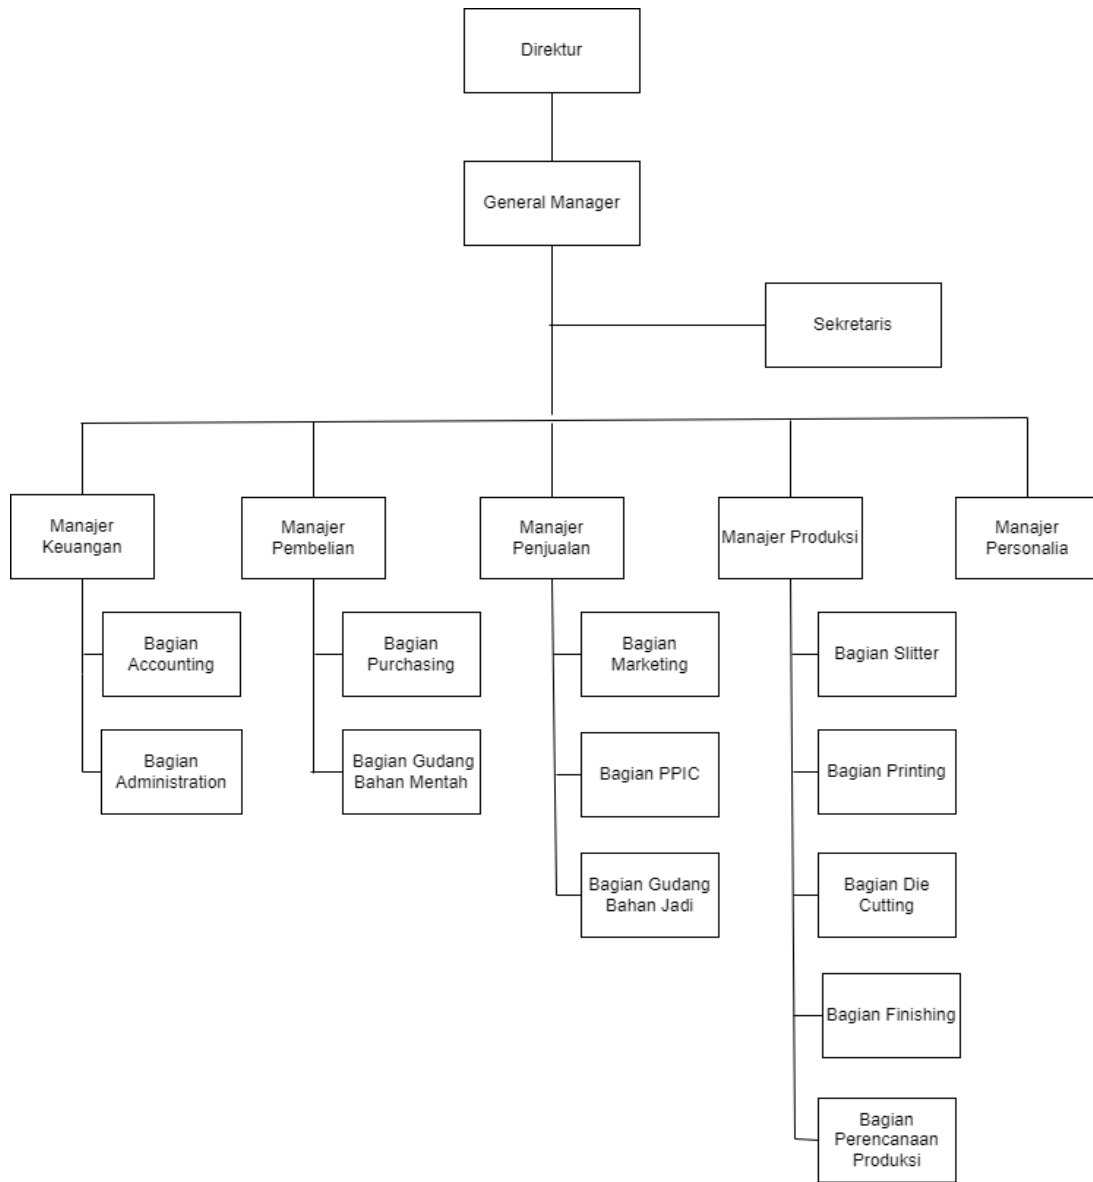 Direktur
General Manager
Sekretaris
Manajer
Keuangan
Manajer
Pembelian
Manajer
Penjualan
Manajer Produksi
Manajer
Personalia
Bagian
Accounting
Bagian
Purchasing
Bagian
Marketing
Bagian Slitter
Bagian
Administration
Bagian Gudang
Bahan Mentah
Bagian PPIC
Bagian Printing
Bagian Gudang
Bahan Jadi
Bagian Die
Cutting
Bagian Finishing
Bagian
Perencanaan
Produksi